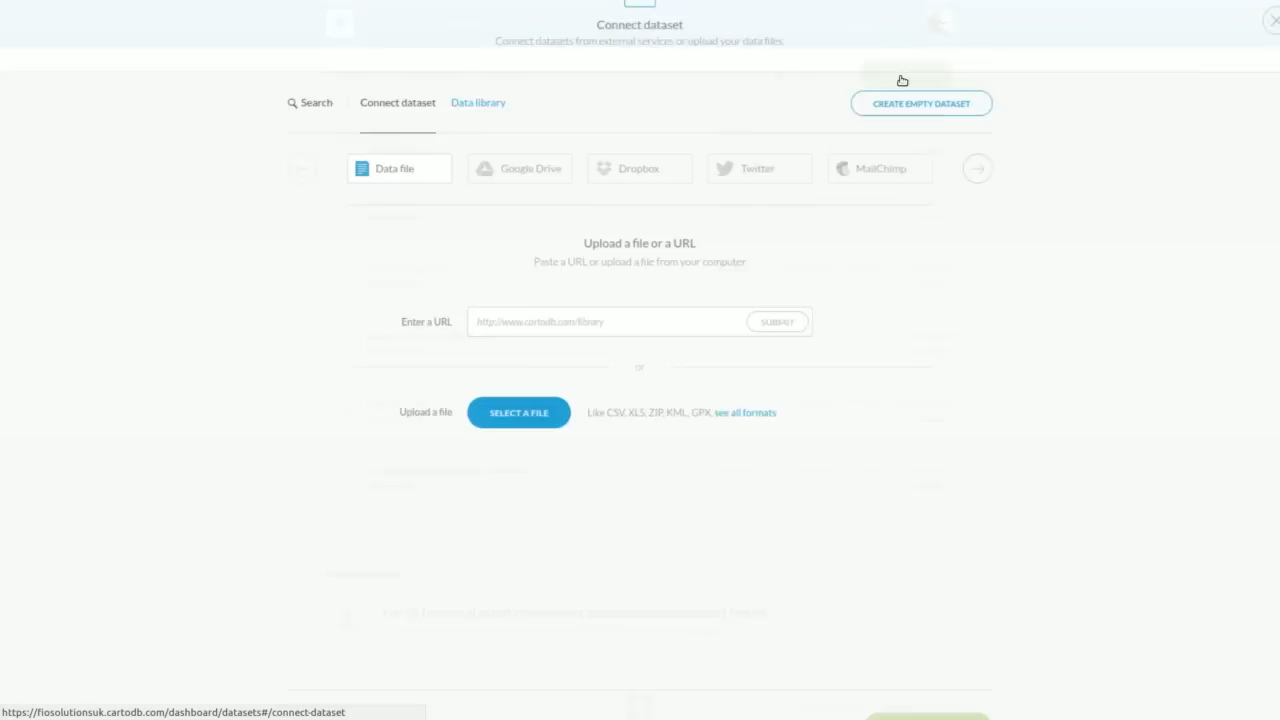 Connect dataset
Connect datasets from external services or upload your data files.
Search Connect dataset Data library CREATE EMPTY DATASET
Data file Google Drive Dropbox Twitter MailChimp
Upload a file or a URL
Paste a URL or upload a file from your computer
Enter a URL http://www.cartodb.com/library SUBMIT
or
Upload a file SELECT A FILE Like CSV, XLS, ZIP, KML, GPX, see all formats
https://fiosolutionsuk.cartodb.com/dashboard/datasets#/connect-dataset